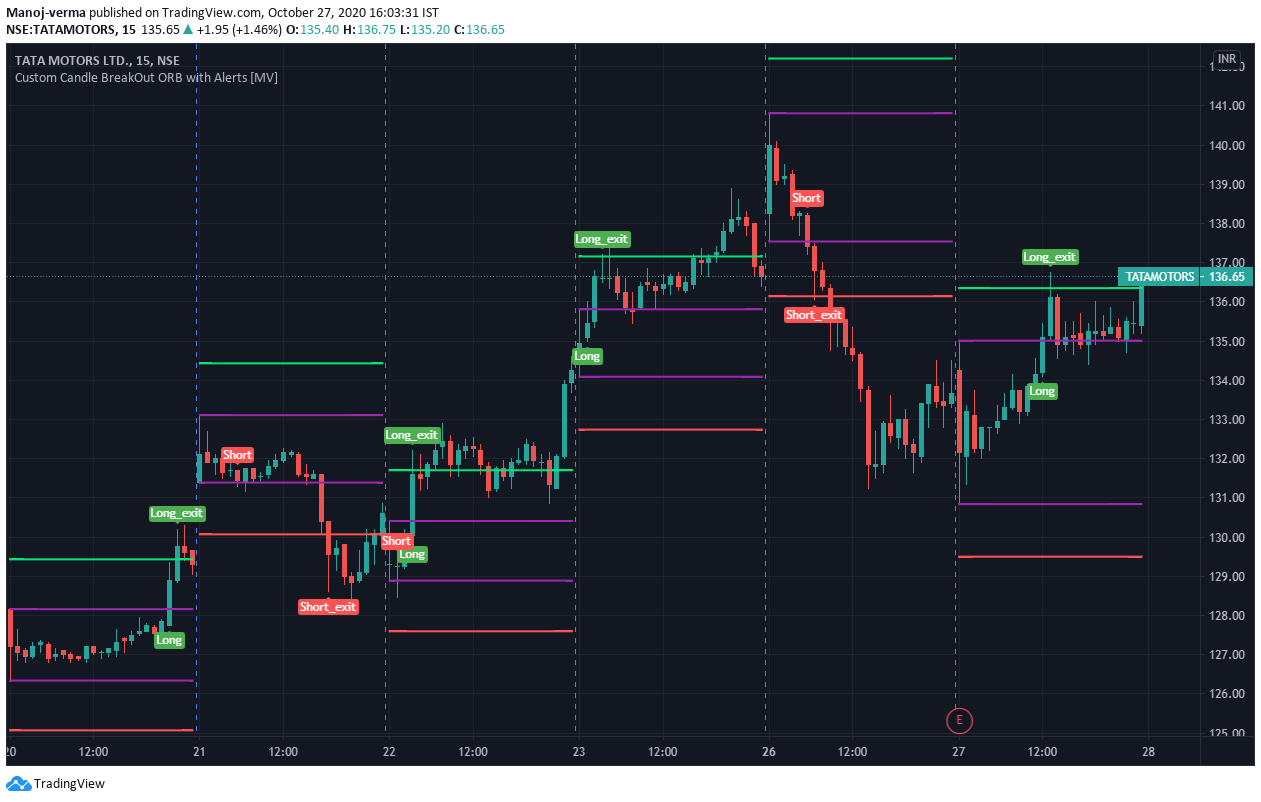 Manoj-verma published on TradingView.com, October 27, 2020 16:03:31 IST
NSE:TATAMOTORS, 15 135.65 ▲ +1.95 (+1.46%) O:135.40 H:136.75 L:135.20 C:136.65
TATA MOTORS LTD., 15, NSE
Custom Candle BreakOut ORB with Alerts [MV]
INR
142.00
141.00
140.00
139.00
138.00
137.00
TATAMOTORS 136.65
136.00
135.00
134.00
133.00
132.00
131.00
130.00
129.00
128.00
127.00
126.00
125.00
Short
Long_exit
Long_exit
Short_exit
Long
Long
Long_exit
Short
Long_exit
Short
Long
Short_exit
Long
E
20 12:00 21 12:00 22 12:00 23 12:00 26 12:00 27 12:00 28
TradingView